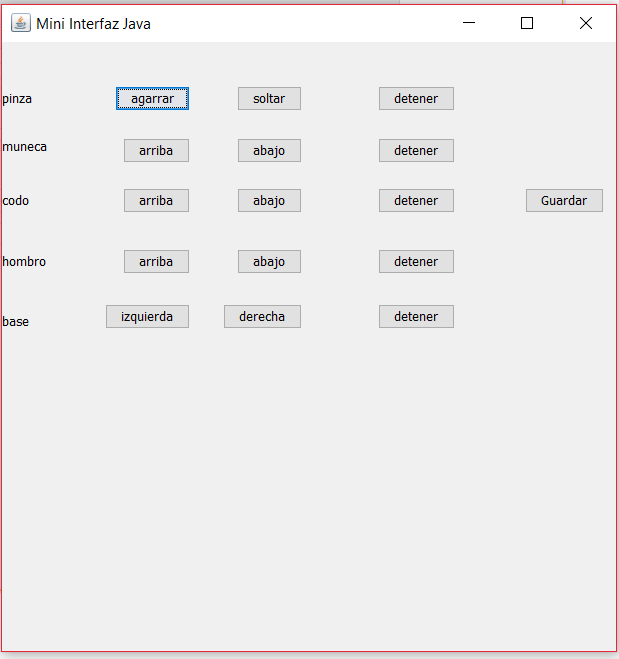 Mini Interfaz Java
pinza agarrar soltar detener
muneca arriba abajo detener
codo arriba abajo detener Guardar
hombro arriba abajo detener
base izquierda derecha detener